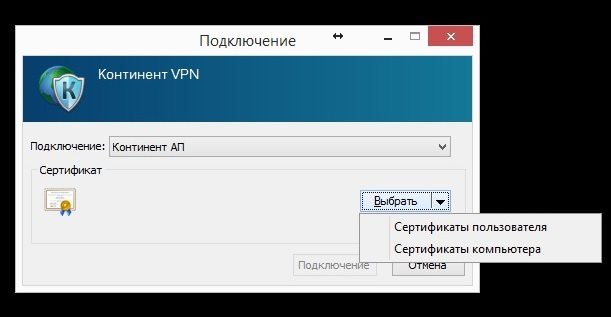 Подключение
Континент VPN
Подключение: Континент АП
Сертификат
Выбрать
Сертификаты пользователя
Сертификаты компьютера
Подключение Отмена